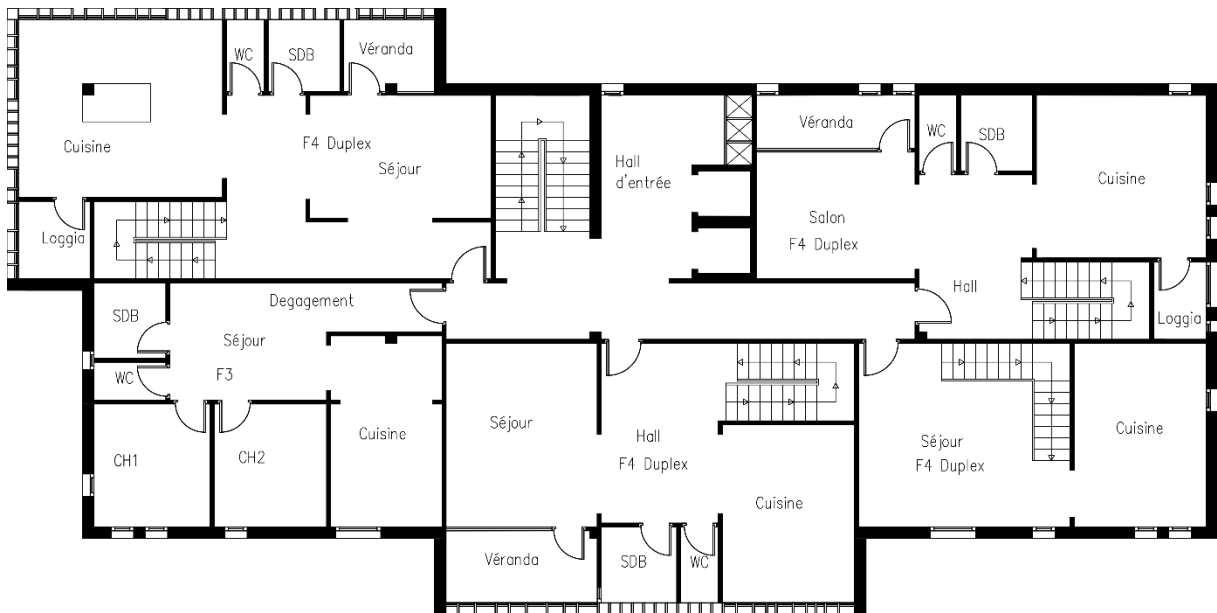 WC
SDB
Véranda
Cuisine
F4 Duplex
Séjour
Loggia
Hall
d'entrée
Véranda
WC
SDB
Cuisine
Salon
F4 Duplex
Hall
Loggia
Degagement
SDB
Séjour
WC
F3
CH1
CH2
Cuisine
Séjour
Hall
F4 Duplex
Cuisine
Véranda
SDB
WC
Séjour
F4 Duplex
Cuisine